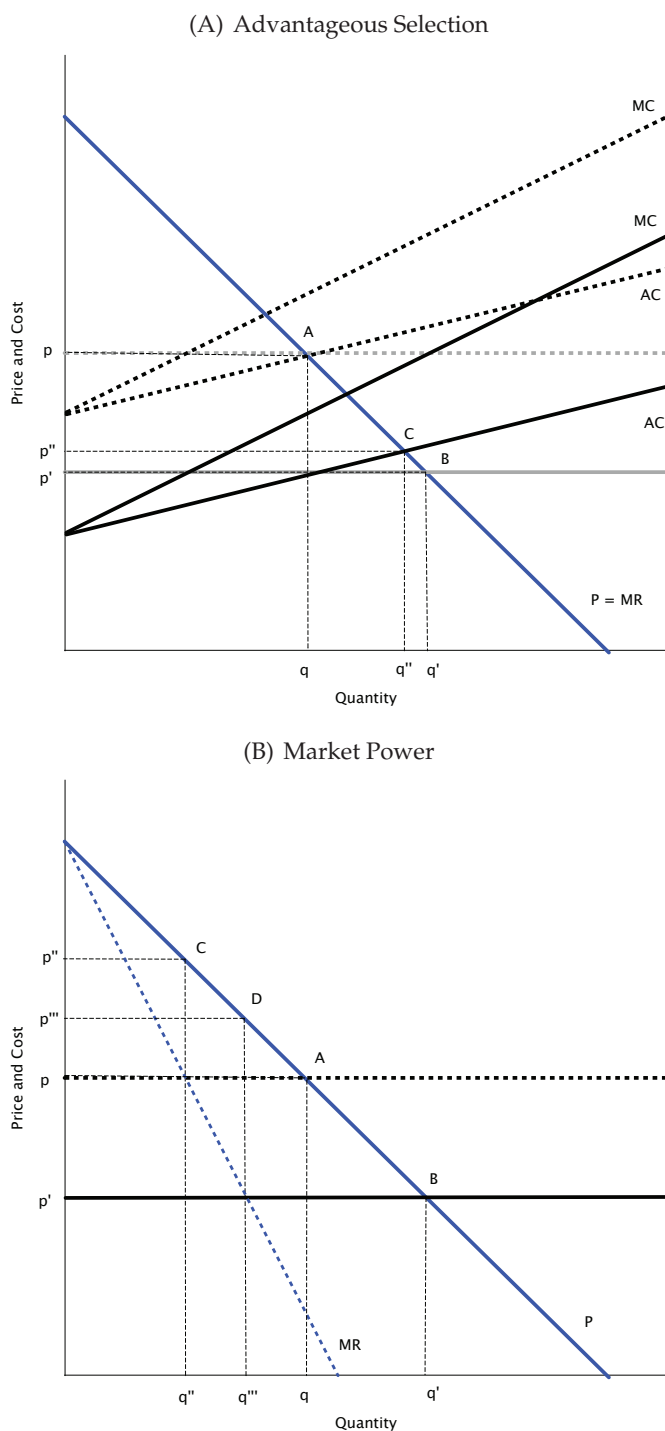 (A) Advantageous Selection
MC
MC
AC
A
p
Price and Cost
C
p''
AC
B
p'
P = MR
q
q''
q'
Quantity
(B) Market Power
C
p''
D
p'''
A
p
Price and Cost
B
p'
P
MR
q''
q'''
q
q'
Quantity